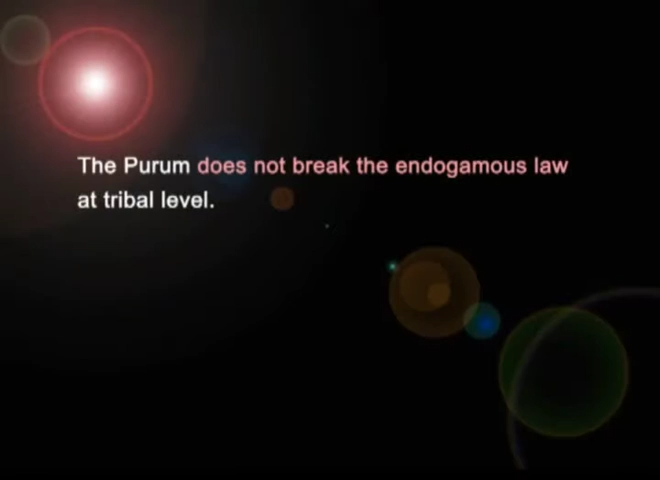 The Purum does not break the endogamous law
at tribal level.